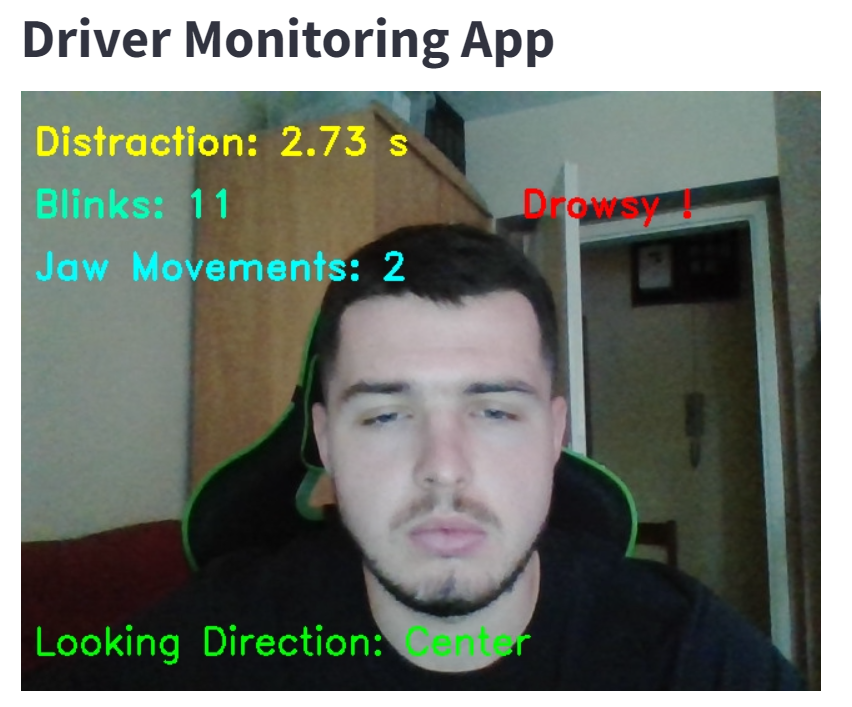 Driver Monitoring App
Distraction: 2.73 s
Blinks: 11
Drowsy !
Jaw Movements: 2
Looking Direction: Center